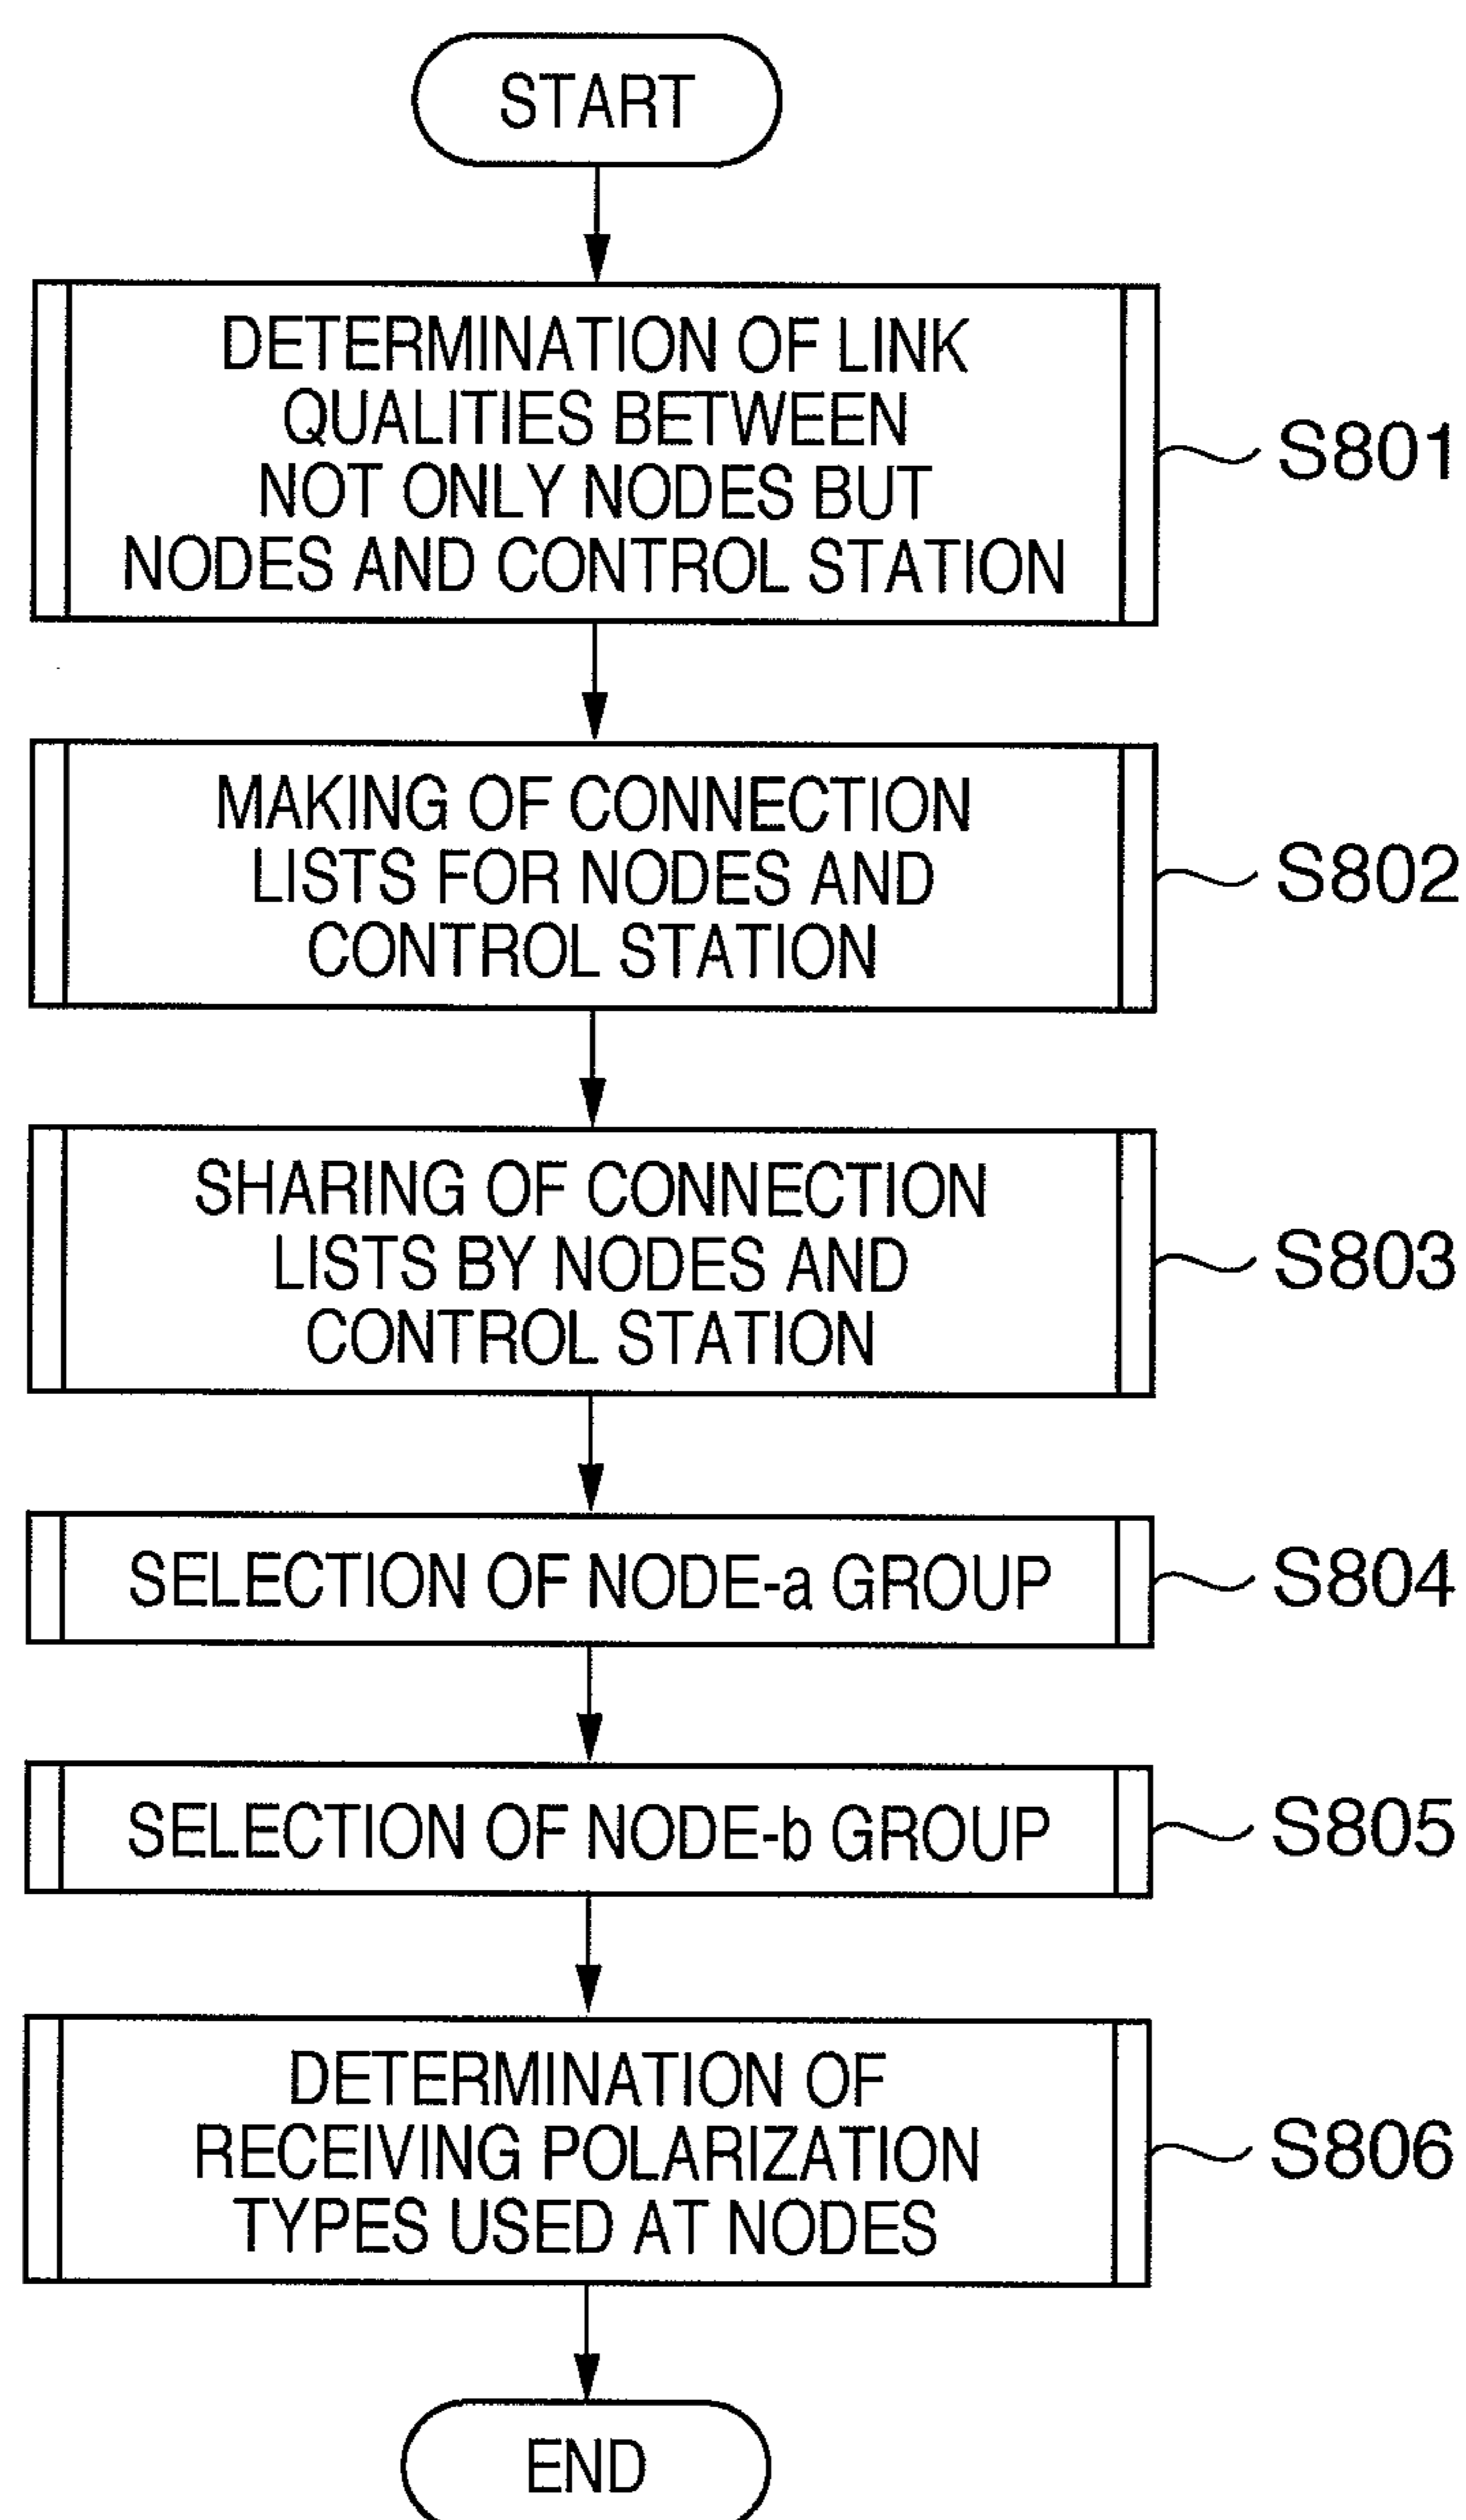 START
DETERMINATION OF LINK
QUALITIES BETWEEN
NOT ONLY NODES BUT
NODES AND CONTROL STATION
S801
MAKING OF CONNECTION
LISTS FOR NODES AND
CONTROL STATION
S802
SHARING OF CONNECTION
LISTS BY NODES AND
CONTROL STATION
S803
SELECTION OF NODE-a GROUP
S804
SELECTION OF NODE-b GROUP
S805
DETERMINATION OF
RECEIVING POLARIZATION
TYPES USED AT NODES
S806
END